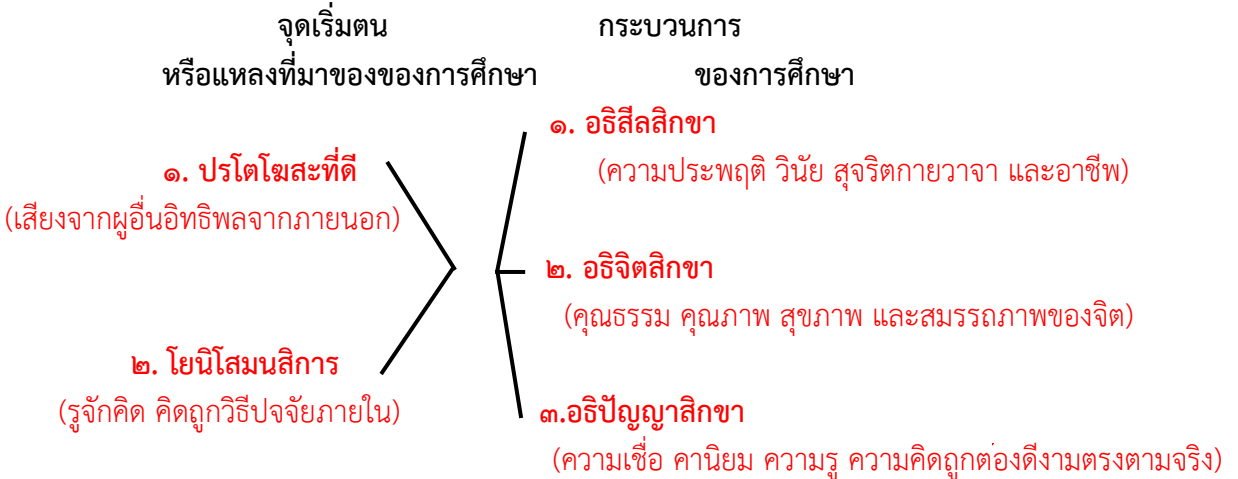 จุดเริ่มตน
หรือแหลงที่มาของของการศึกษา
กระบวนการ
ของการศึกษา
๑. ปรโตโฆสะที่ดี
(เสียงจากผูอื่นอิทธิพลจากภายนอก)
๒. โยนิโสมนสิการ
(รูจักคิด คิดถูกวิธีปจจัยภายใน)
๑. อธิสีลสิกขา
(ความประพฤติ วินัย สุจริตกายวาจา และอาชีพ)
๒. อธิจิตสิกขา
(คุณธรรม คุณภาพ สุขภาพ และสมรรถภาพของจิต)
๓.อธิปัญญาสิกขา
(ความเชื่อ คานิยม ความรู ความคิดถูกต่องดีงามตรงตามจริง)